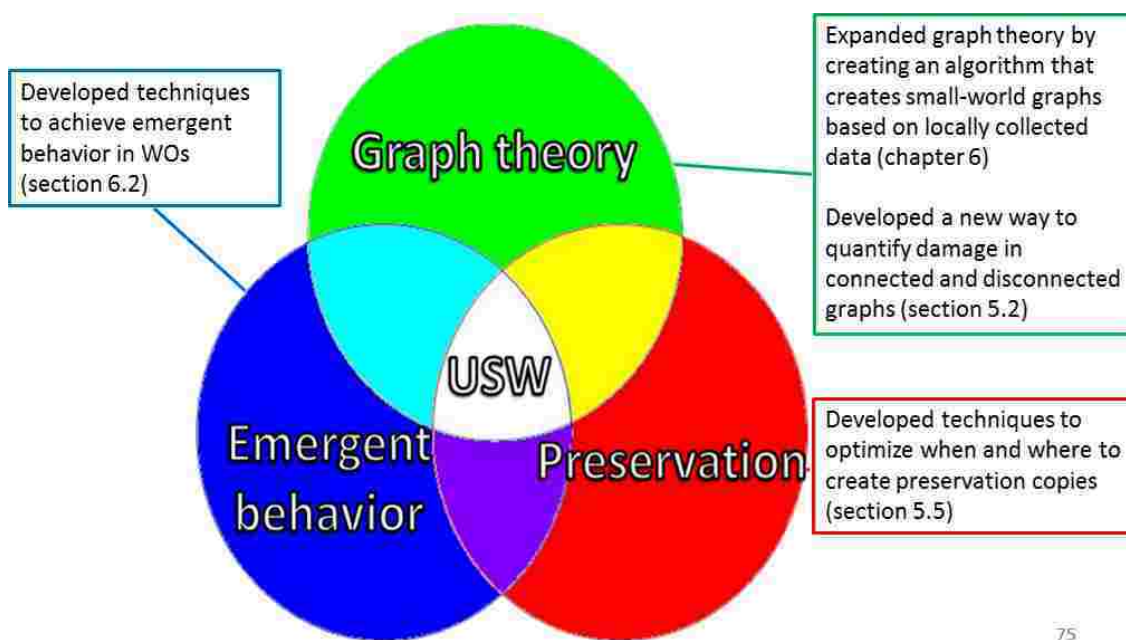 Developed techniques
to achieve emergent
behavior in WOs
(section 6.2)
Graph theory
Expanded graph theory by
creating an algorithm that
creates small-world graphs
based on locally collected
data (chapter 6)
Developed a new way to
quantify damage in
connected and disconnected
graphs (section 5.2)
USW
Emergent
behavior
Preservation
Developed techniques to
optimize when and where to
create preservation copies
(section 5.5)
75